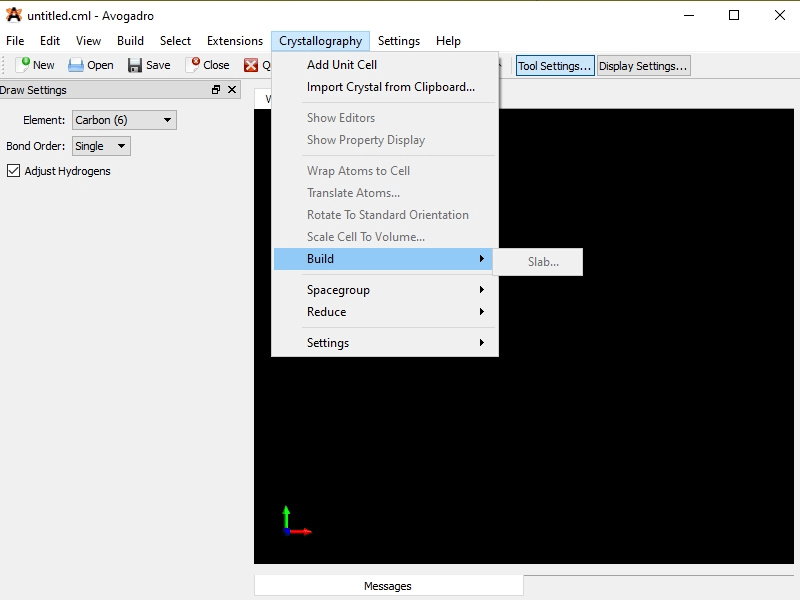 untitled.cml - Avogadro
File Edit View Build Select Extensions Crystallography Settings Help
New Open Save Close Tool Settings... Display Settings...
Draw Settings
Element: Carbon (6)
Bond Order: Single
Adjust Hydrogens
Add Unit Cell
Import Crystal from Clipboard...
Show Editors
Show Property Display
Wrap Atoms to Cell
Translate Atoms...
Rotate To Standard Orientation
Scale Cell To Volume...
Build
Slab...
Spacegroup
Reduce
Settings
Messages